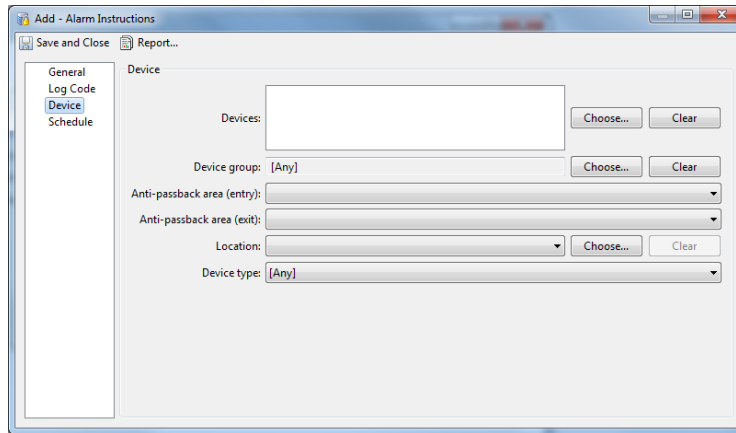 Add - Alarm Instructions
Save and Close Report...
General
Log Code
Device
Schedule
Device
Devices: Choose... Clear
Device group: [Any] Choose... Clear
Anti-passback area (entry):
Anti-passback area (exit):
Location: Choose... Clear
Device type: [Any]